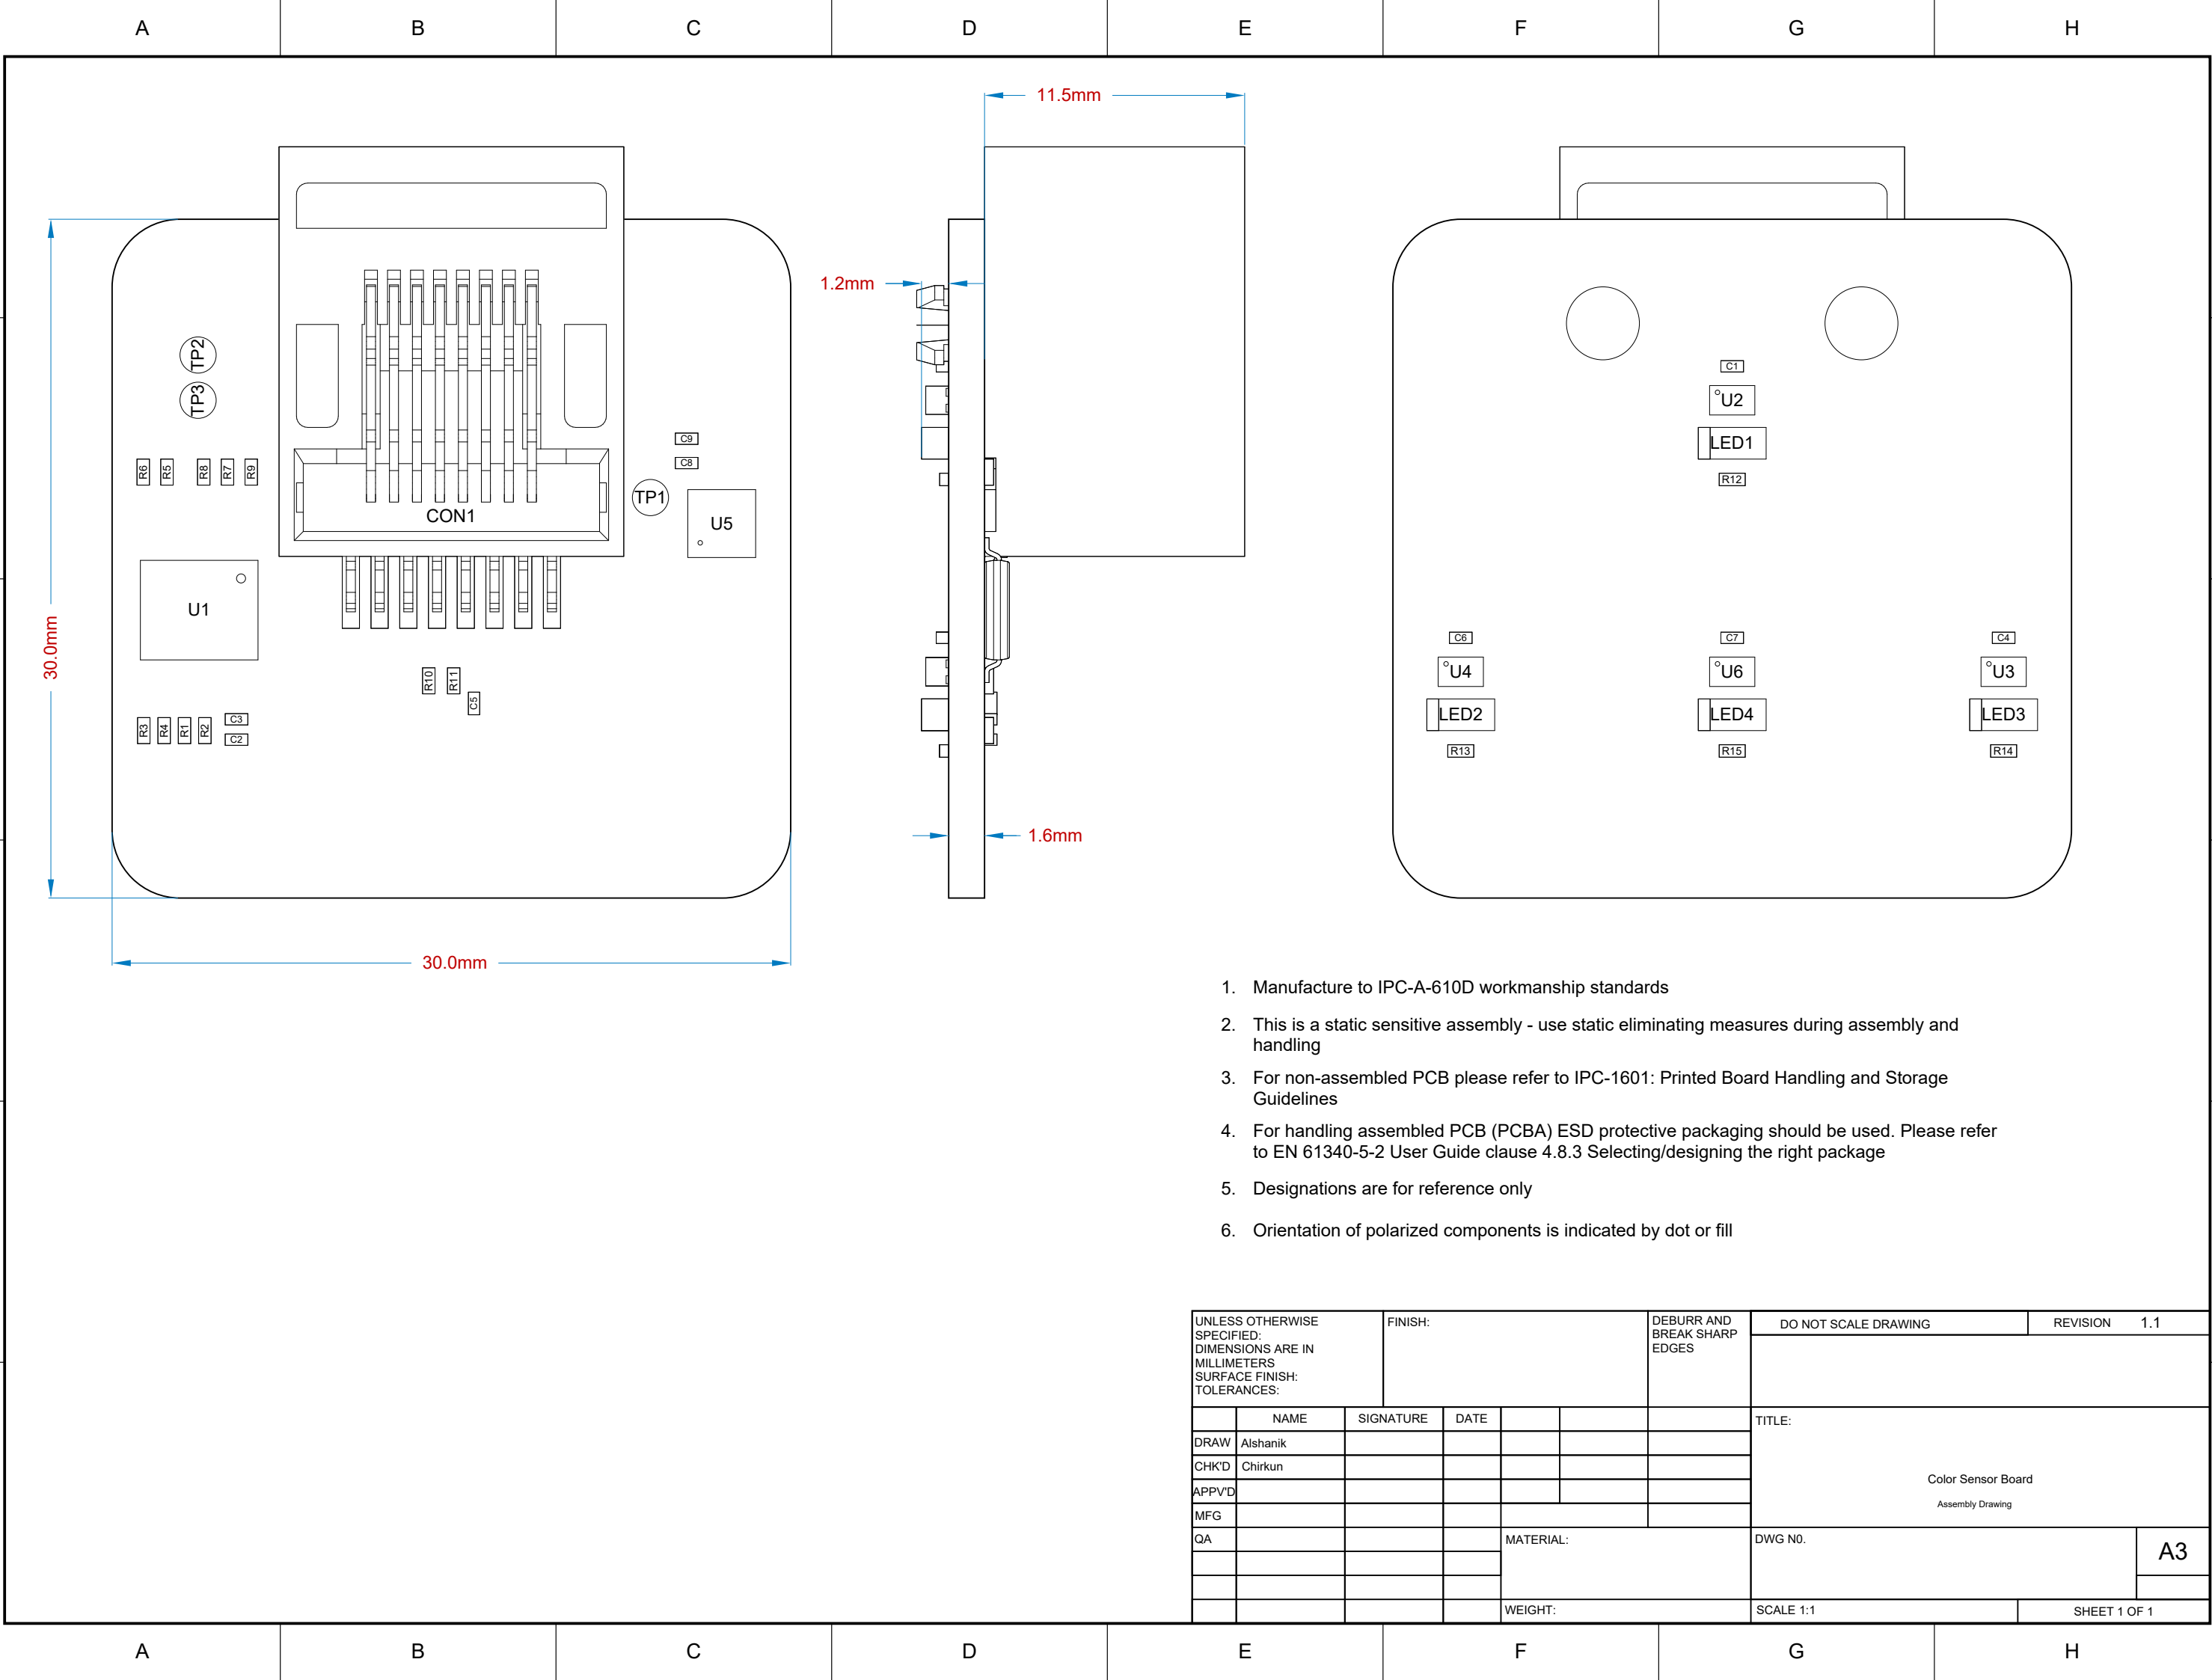 A B C D E F G H
11.5mm
1.2mm
TP2
TP3
C1
U2
LED1
R12
C9
C8
R6 R5 R8 R7 R9
TP1
CON1
U5
U1
30.0mm
R10 R11
C5
R3 R4 R1 R2
C3
C2
C6 C7 C4
U4 U6 U3
LED2 LED4 LED3
R13 R15 R14
1.6mm
30.0mm
1. Manufacture to IPC-A-610D workmanship standards
2. This is a static sensitive assembly - use static eliminating measures during assembly and
handling
3. For non-assembled PCB please refer to IPC-1601: Printed Board Handling and Storage
Guidelines
4. For handling assembled PCB (PCBA) ESD protective packaging should be used. Please refer
to EN 61340-5-2 User Guide clause 4.8.3 Selecting/designing the right package
5. Designations are for reference only
6. Orientation of polarized components is indicated by dot or fill
UNLESS OTHERWISE
SPECIFIED:
DIMENSIONS ARE IN
MILLIMETERS
SURFACE FINISH:
TOLERANCES:
FINISH:
DEBURR AND
BREAK SHARP
EDGES
DO NOT SCALE DRAWING
REVISION 1.1
NAME SIGNATURE DATE
DRAW Alshanik
CHK'D Chirkun
APPV'D
MFG
QA
TITLE:
Color Sensor Board
Assembly Drawing
MATERIAL:
DWG N0.
A3
WEIGHT:
SCALE 1:1
SHEET 1 OF 1
A B C D E F G H